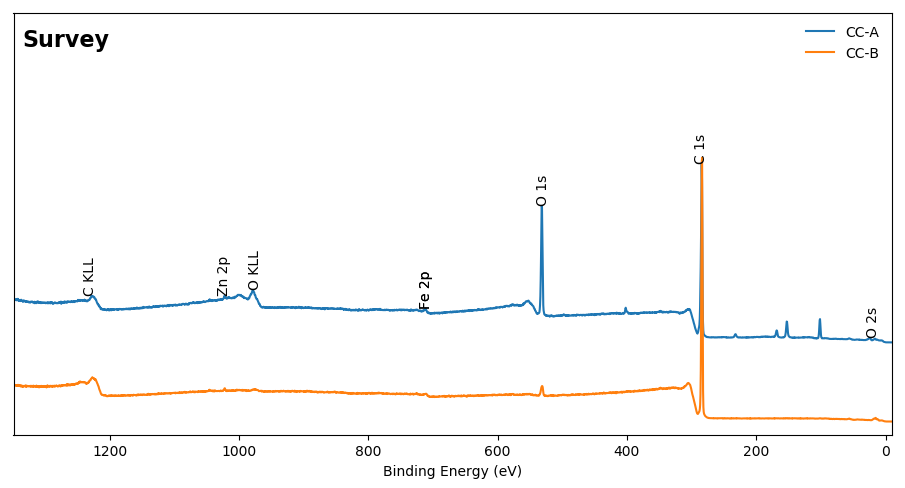 Survey
CC-A
CC-B
C KLL
Zn 2p
O KLL
Fe 2p
O 1s
C 1s
O 2s
1200
1000
800
600
400
200
0
Binding Energy (eV)